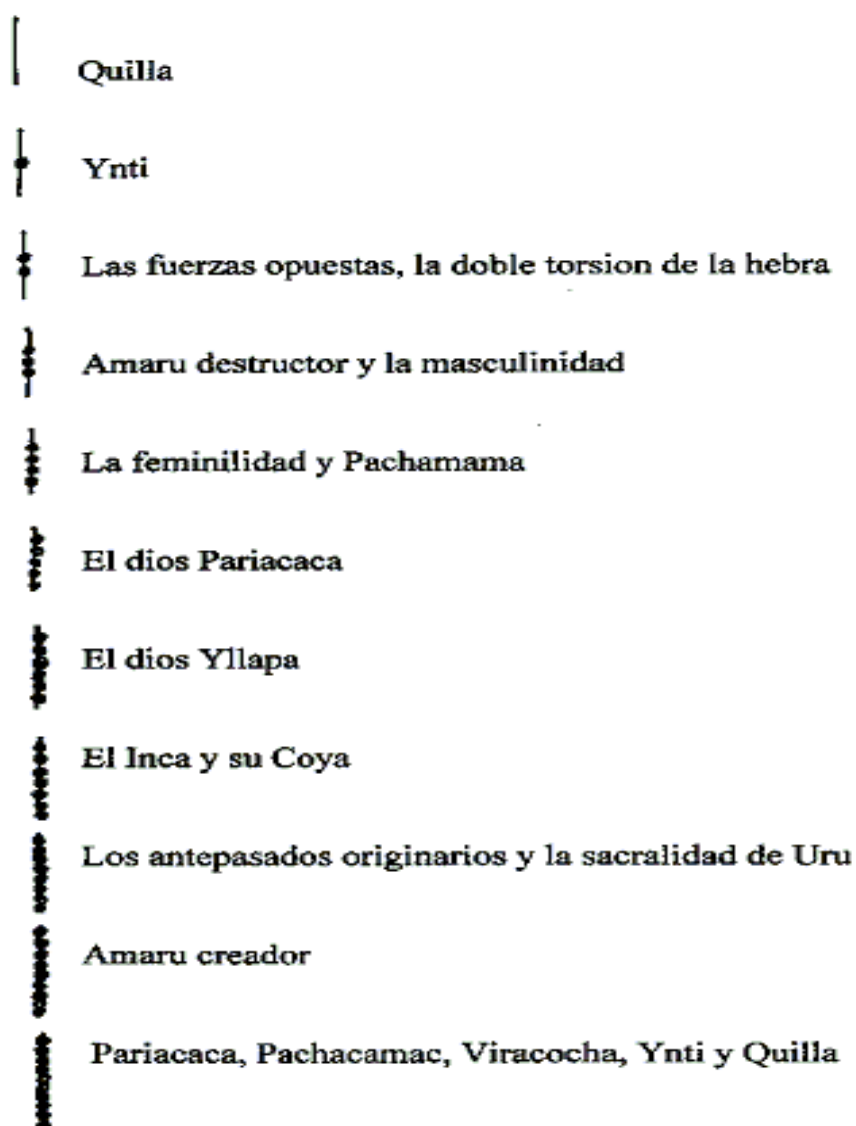 Quilla
Ynti
Las fuerzas opuestas, la doble torsion de la hebra
Amaru destructor y la masculinidad
La feminilidad y Pachamama
El dios Pariacaca
El dios Yllapa
El Inca y su Coya
Los antepasados originarios y la sacralidad de Uru
Amaru creador
Pariacaca, Pachacamac, Viracocha, Ynti y Quilla